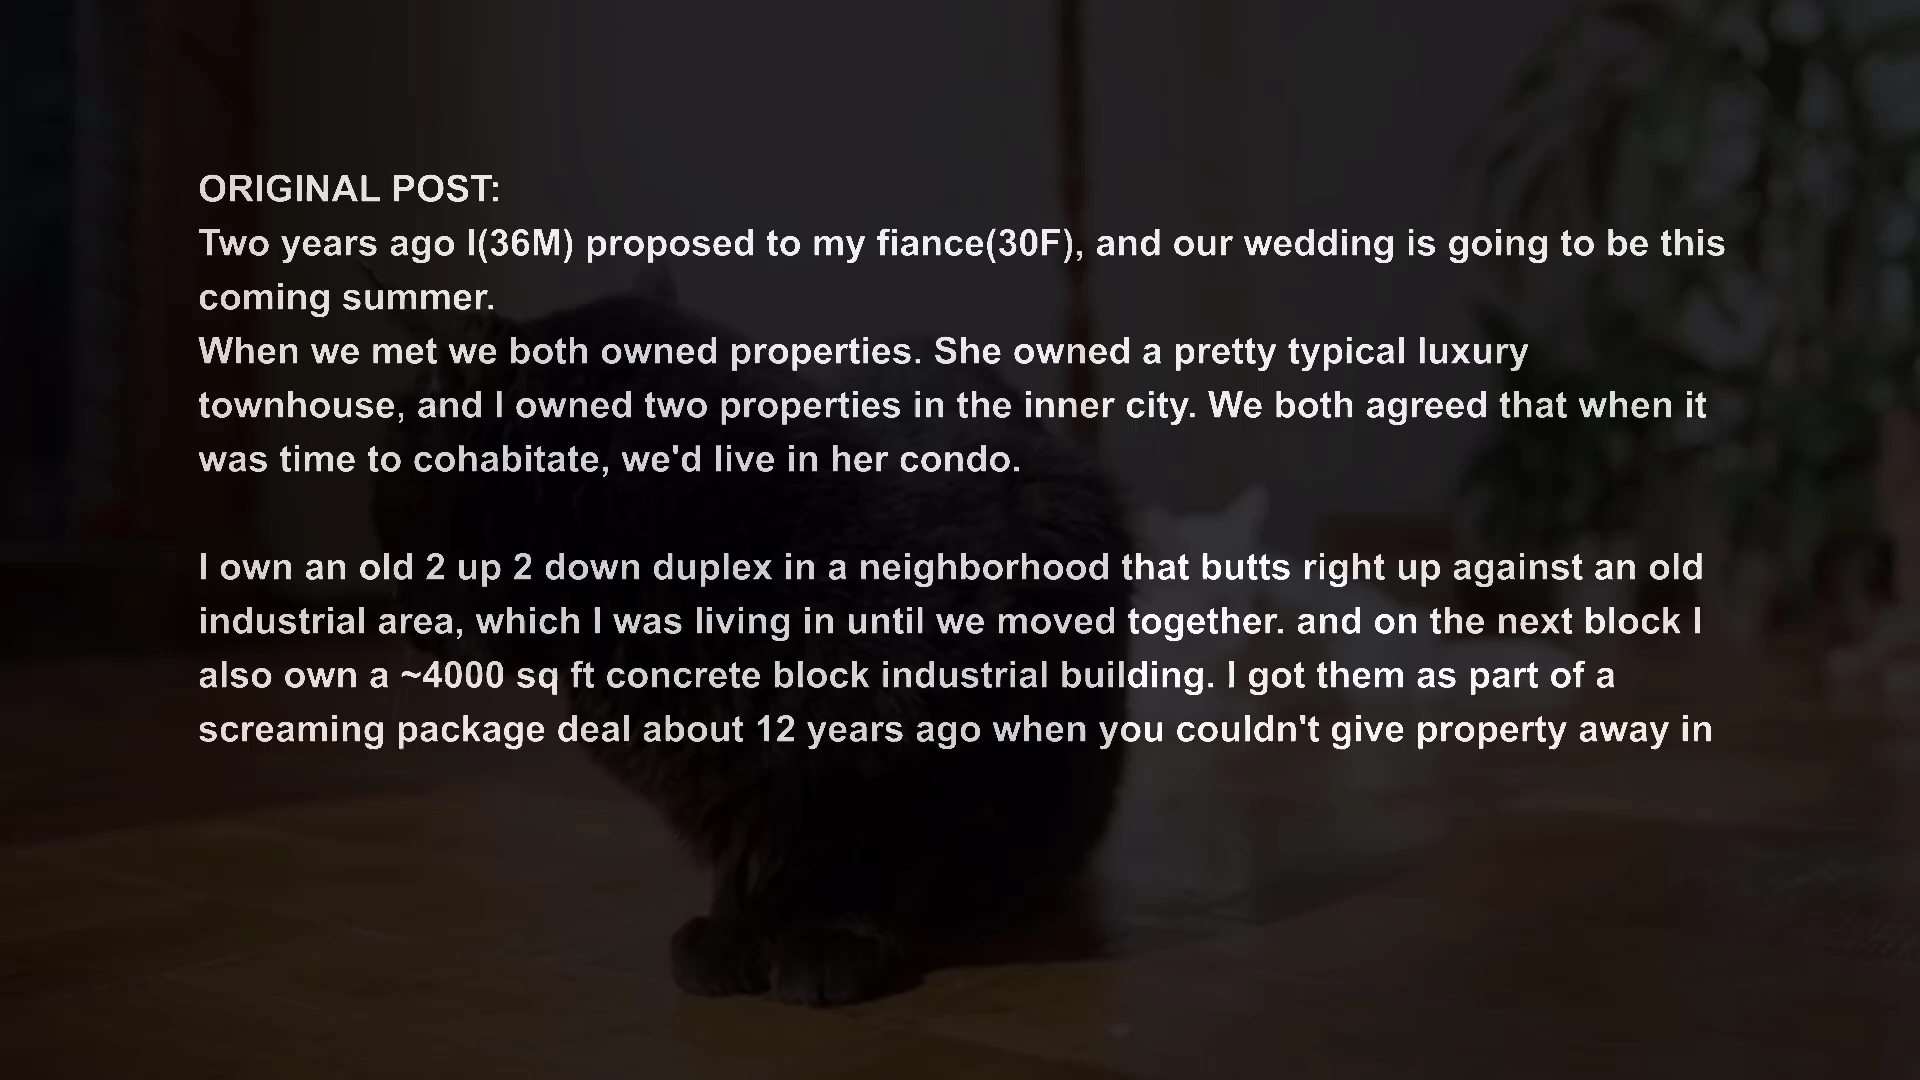 ORIGINAL POST:
Two years ago I(36M) proposed to my fiance(30F), and our wedding is going to be this
coming summer.
When we met we both owned properties. She owned a pretty typical luxury
townhouse, and I owned two properties in the inner city. We both agreed that when it
was time to cohabitate, we'd live in her condo.
I own an old 2 up 2 down duplex in a neighborhood that butts right up against an old
industrial area, which I was living in until we moved together. and on the next block I
also own a ~4000 sq ft concrete block industrial building. I got them as part of a
screaming package deal about 12 years ago when you couldn't give property away in